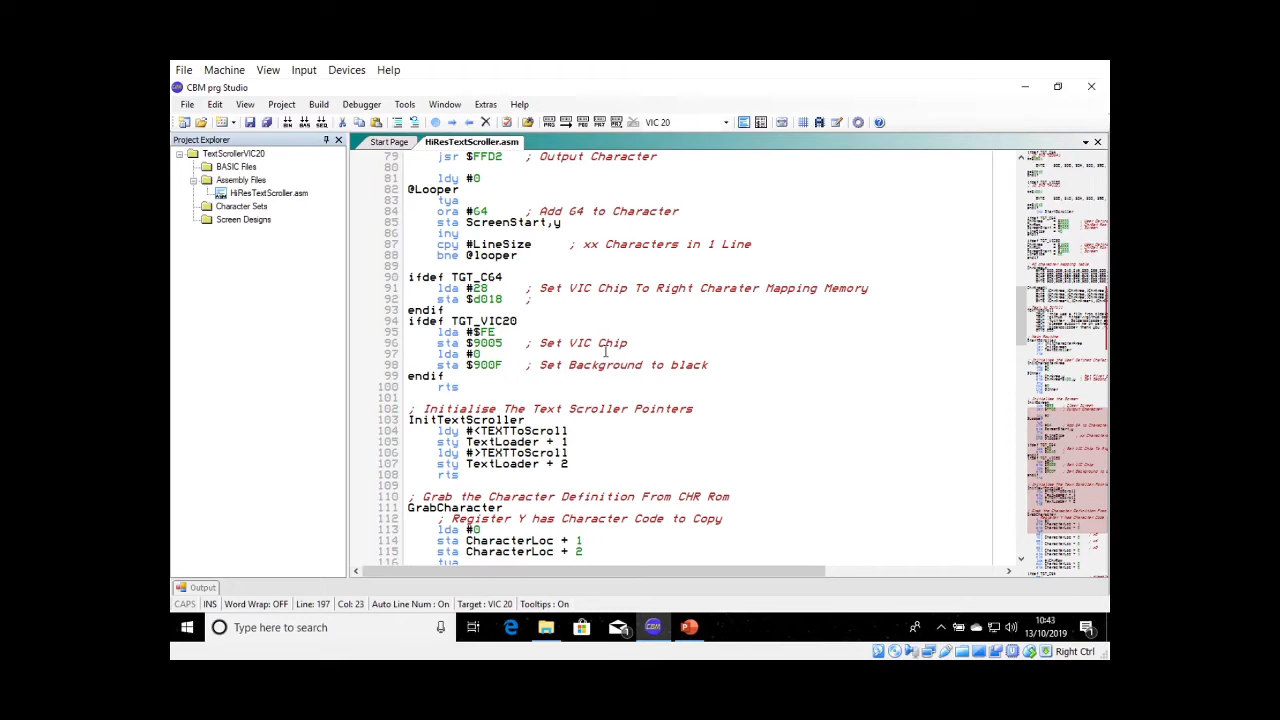 File Machine View Input Devices Help
CBM prg Studio
File Edit View Project Build Debugger Tools Window Extras Help
VIC 20
Project Explorer
Start Page HiResTextScroller.asm
TextScrollerVIC20
BASIC Files
Assembly Files
HiResTextScroller.asm
Character Sets
Screen Designs
79 jsr $FFD2 ; Output Character
80
81 ldy #0
82 @Looper
83 tya
84 ora #64 ; Add 64 to Character
85 sta ScreenStart,y
86 iny
87 cpy #LineSize ; xx Characters in 1 Line
88 bne @looper
89
90 ifdef TGT_C64
91 lda #28 ; Set VIC Chip To Right Charater Mapping Memory
92 sta $d018 ;
93 endif
94 ifdef TGT_VIC20
95 lda #$FE
96 sta $9005 ; Set VIC Chip
97 lda #0
98 sta $900F ; Set Background to black
99 endif
100 rts
101
102 ; Initialise The Text Scroller Pointers
103 InitTextScroller
104 ldy #<TEXTToScroll
105 sty TextLoader + 1
106 ldy #>TEXTToScroll
107 sty TextLoader + 2
108 rts
109
110 ; Grab the Character Definition From CHR Rom
111 GrabCharacter
112 ; Register Y has Character Code to Copy
113 lda #0
114 sta CharacterLoc + 1
115 sta CharacterLoc + 2
116 tya
Output
CAPS INS Word Wrap: OFF Line: 197 Col: 23 Auto Line Num : On Target : VIC 20 Tooltips : On
Type here to search
10:43
13/10/2019
Right Ctrl